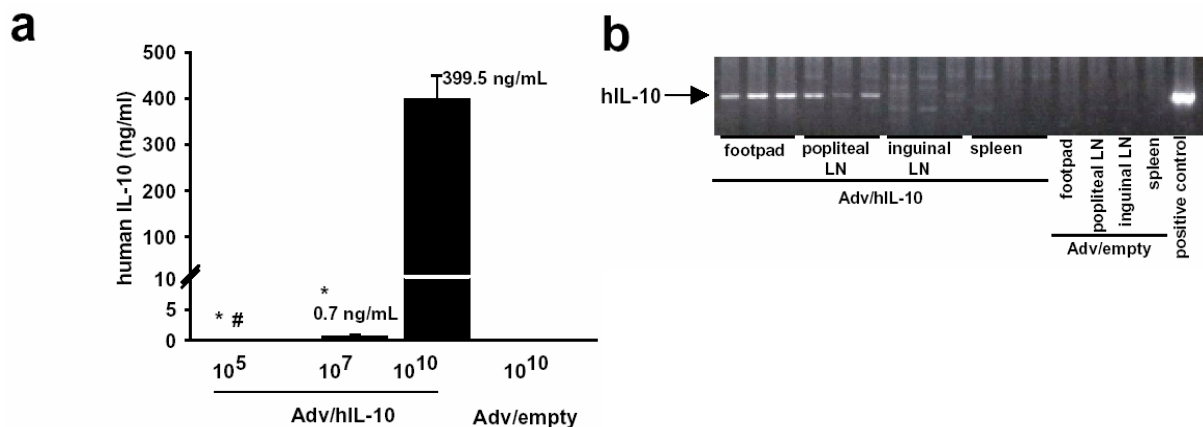 a
human IL-10 (ng/ml)
500
400
300
200
100
10
5
0
399.5 ng/mL
*
0.7 ng/mL
* #
10⁵
10⁷
10¹⁰
10¹⁰
Adv/hIL-10
Adv/empty
b
hIL-10
footpad
popliteal
LN
inguinal
LN
spleen
Adv/hIL-10
footpad
popliteal LN
inguinal LN
spleen
Adv/empty
positive control